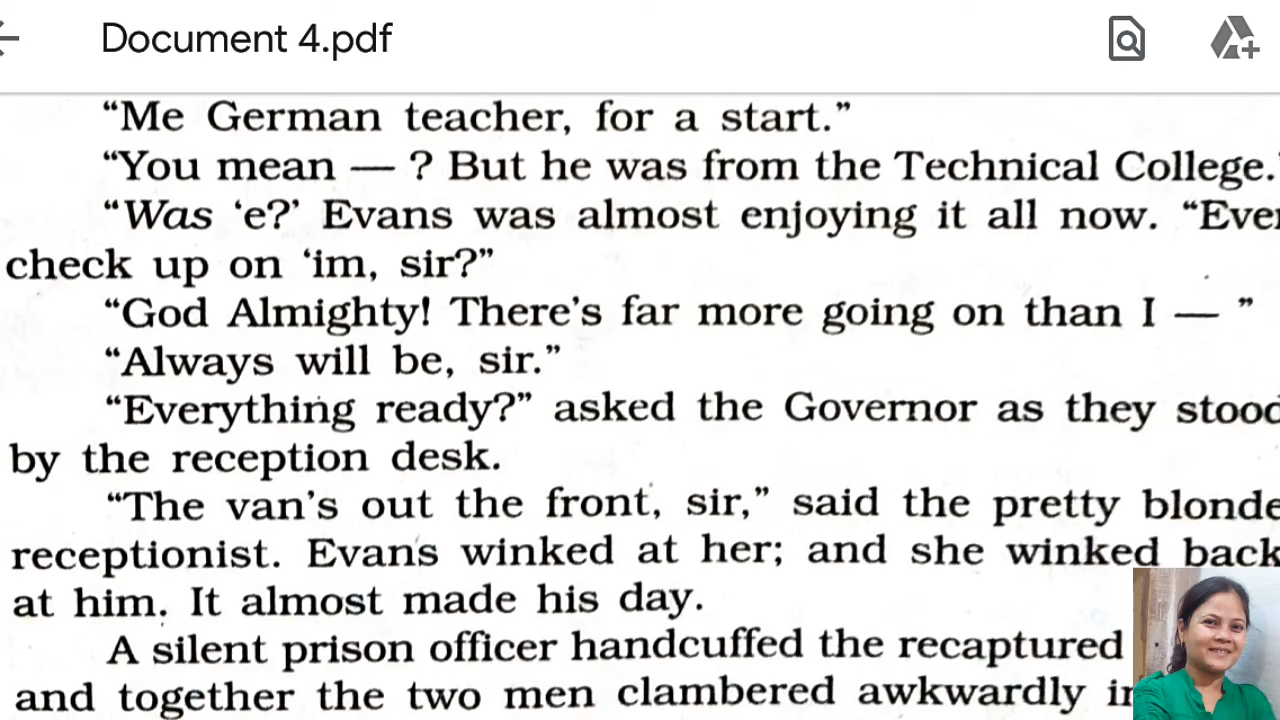 Document 4.pdf
“Me German teacher, for a start.”
“You mean — ? But he was from the Technical College.
“Was ‘e?’ Evans was almost enjoying it all now. “Ever
check up on ‘im, sir?”
“God Almighty! There’s far more going on than I — ”
“Always will be, sir.”
“Everything ready?” asked the Governor as they stood
by the reception desk.
“The van’s out the front, sir,” said the pretty blonde
receptionist. Evans winked at her; and she winked back
at him. It almost made his day.
A silent prison officer handcuffed the recaptured
and together the two men clambered awkwardly